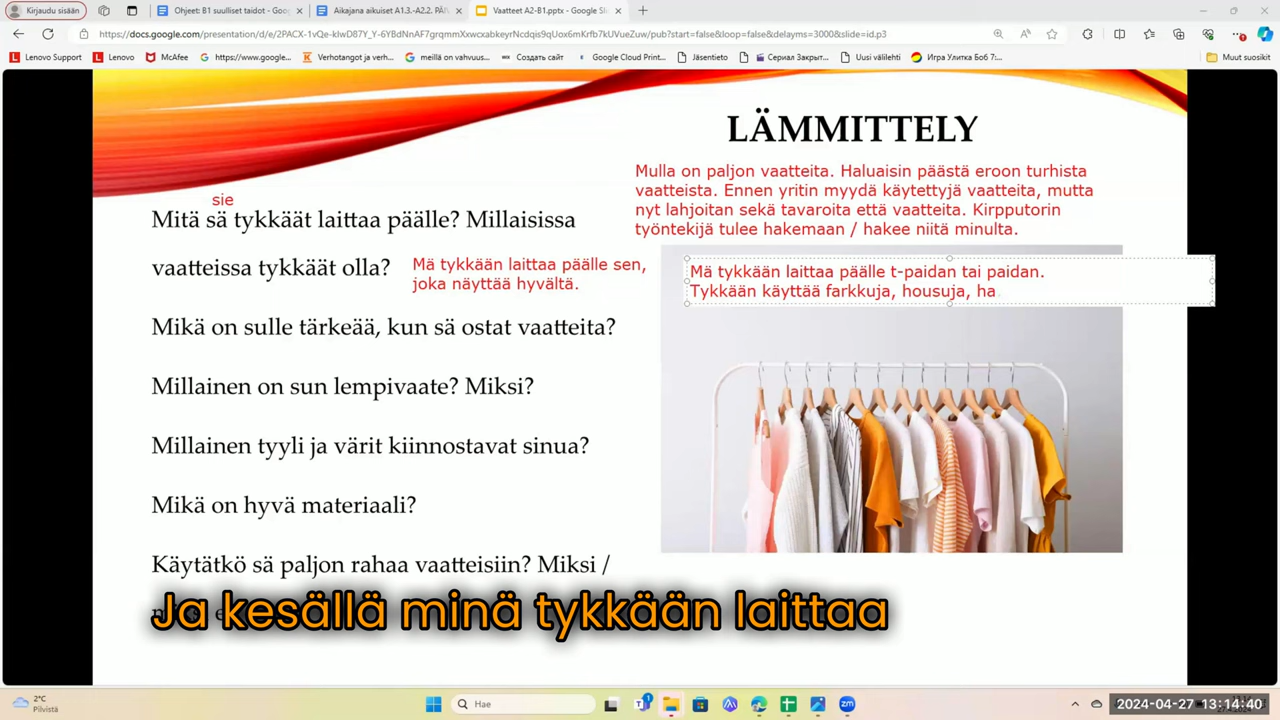 Kirjaudu sisään
Ohjeet: B1 suulliset taidot - Goog
Aikajana aikuiset A1.3.-A2.2. PÄI
Vaatteet A2-B1.pptx - Google Sli
https://docs.google.com/presentation/d/e/2PACX-1vQe-klwD87Y_Y-6YBdNnAF7grqmmXxwcxabkeyrNcdqis9qUox6mKrfb7kUVueZuw/pub?start=false&loop=false&delayms=3000&slide=id.p3
Lenovo Support
Lenovo
McAfee
https://www.google...
Verhotangot ja verh...
meillä on vahvuus...
Создать сайт
Google Cloud Print...
Jäsentieto
Сериал Закрыт...
Uusi välilehti
Игра Улитка Боб 7:...
Muut suosikit
LÄMMITTELY
Mulla on paljon vaatteita. Haluaisin päästä eroon turhista
vaatteista. Ennen yritin myydä käytettyjä vaatteita, mutta
nyt lahjoitan sekä tavaroita että vaatteita. Kirpputorin
työntekijä tulee hakemaan / hakee niitä minulta.
sie
Mitä sä tykkäät laittaa päälle? Millaisissa
vaatteissa tykkäät olla?
Mä tykkään laittaa päälle sen,
joka näyttää hyvältä.
Mä tykkään laittaa päälle t-paidan tai paidan.
Tykkään käyttää farkkuja, housuja, ha
Mikä on sulle tärkeää, kun sä ostat vaatteita?
Millainen on sun lempivaate? Miksi?
Millainen tyyli ja värit kiinnostavat sinua?
Mikä on hyvä materiaali?
Käytätkö sä paljon rahaa vaatteisiin? Miksi /
Ja kesällä minä tykkään laittaa
2°C
Pilvistä
Hae
2024-04-27 13:14:40